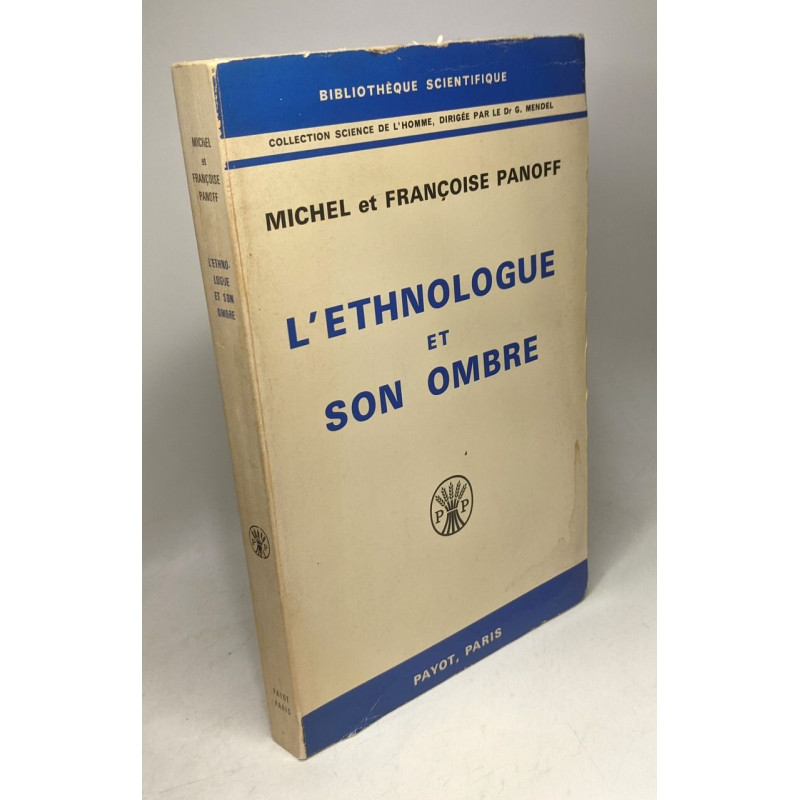 BIBLIOTHÈQUE SCIENTIFIQUE
COLLECTION SCIENCE DE L'HOMME, DIRIGÉE PAR LE Dr G. MENDEL
MICHEL et FRANÇOISE PANOFF
L'ETHNOLOGUE
ET
SON OMBRE
P P
PAYOT, PARIS
MICHEL
et
FRANÇOISE
PANOFF
L'ETHNO-
LOGUE
ET SON
OMBRE
P P
PAYOT
PARIS